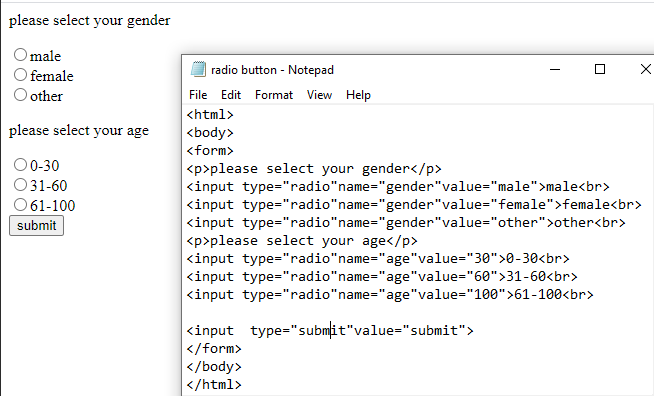 please select your gender
male
female
other
please select your age
0-30
31-60
61-100
submit
radio button - Notepad
File Edit Format View Help
<html>
<body>
<form>
<p>please select your gender</p>
<input type="radio"name="gender"value="male">male<br>
<input type="radio"name="gender"value="female">female<br>
<input type="radio"name="gender"value="other">other<br>
<p>please select your age</p>
<input type="radio"name="age"value="30">0-30<br>
<input type="radio"name="age"value="60">31-60<br>
<input type="radio"name="age"value="100">61-100<br>
<input  type="submit"value="submit">
</form>
</body>
</html>